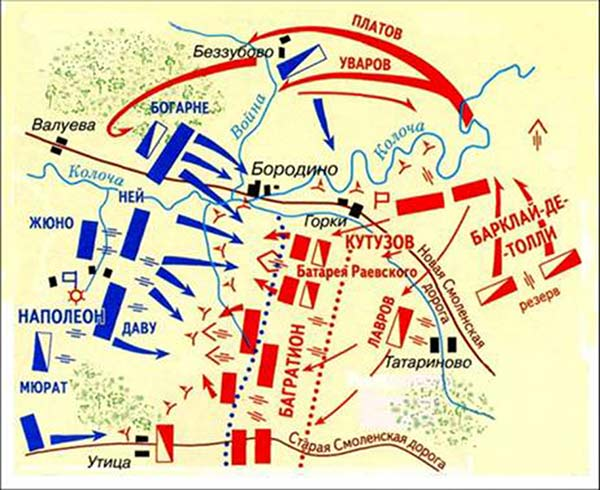 ПЛАТОВ
УВАРОВ
Беззубово
БОГАРНЕ
Война
Валуева
Колоча
Бородино
Колоча
НЕЙ
ЖЮНО
Горки
КУТУЗОВ
БАРКЛАЙ-ДЕ-
-ТОЛЛИ
Батарея Раевского
Новая Смоленская
дорога
резерв
НАПОЛЕОН
ДАВУ
ЛАВРОВ
БАГРАТИОН
Татариново
МЮРАТ
Утица
Старая Смоленская дорога